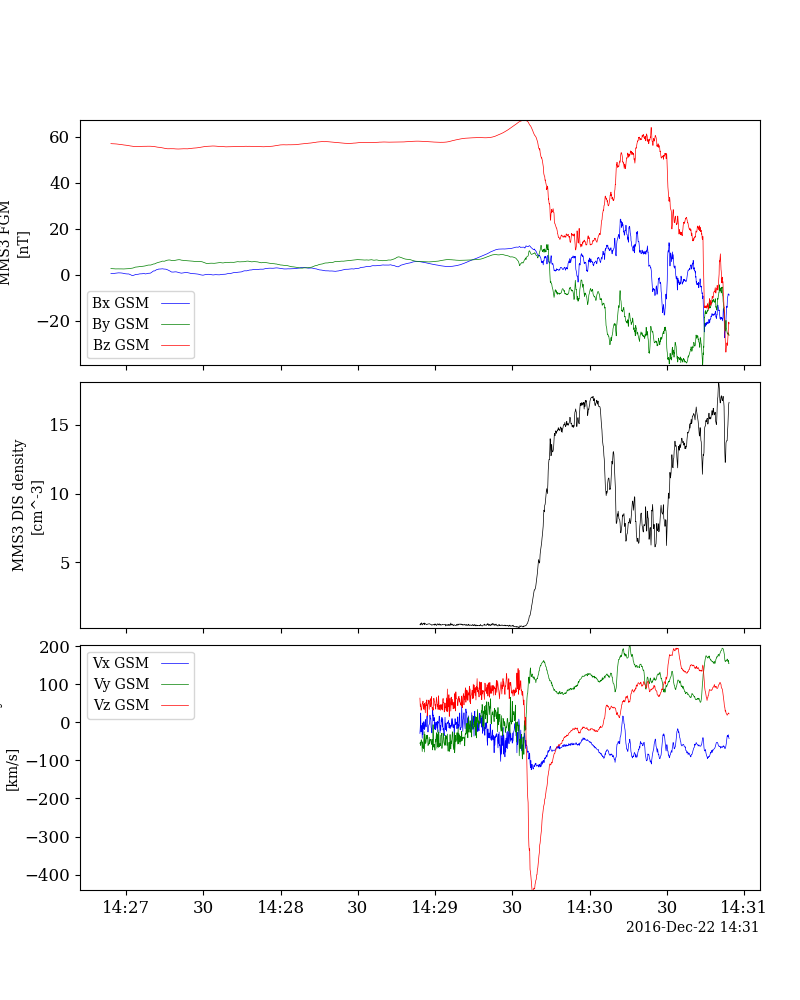 60
40
20
0
−20
MMS3 FGM
[nT]
Bx GSM
By GSM
Bz GSM
15
10
5
MMS3 DIS density
[cm^-3]
200
100
0
−100
−200
−300
−400
[km/s]
Vx GSM
Vy GSM
Vz GSM
14:27 30 14:28 30 14:29 30 14:30 30 14:31
2016-Dec-22 14:31